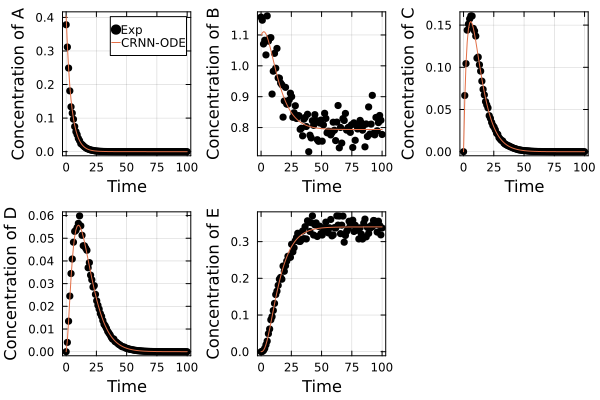 Concentration of A
0.4
0.3
0.2
0.1
0.0
Exp
CRNN-ODE
0 25 50 75 100
Time
Concentration of B
1.1
1.0
0.9
0.8
0 25 50 75 100
Time
Concentration of C
0.15
0.10
0.05
0.00
0 25 50 75 100
Time
Concentration of D
0.06
0.05
0.04
0.03
0.02
0.01
0.00
0 25 50 75 100
Time
Concentration of E
0.3
0.2
0.1
0.0
0 25 50 75 100
Time